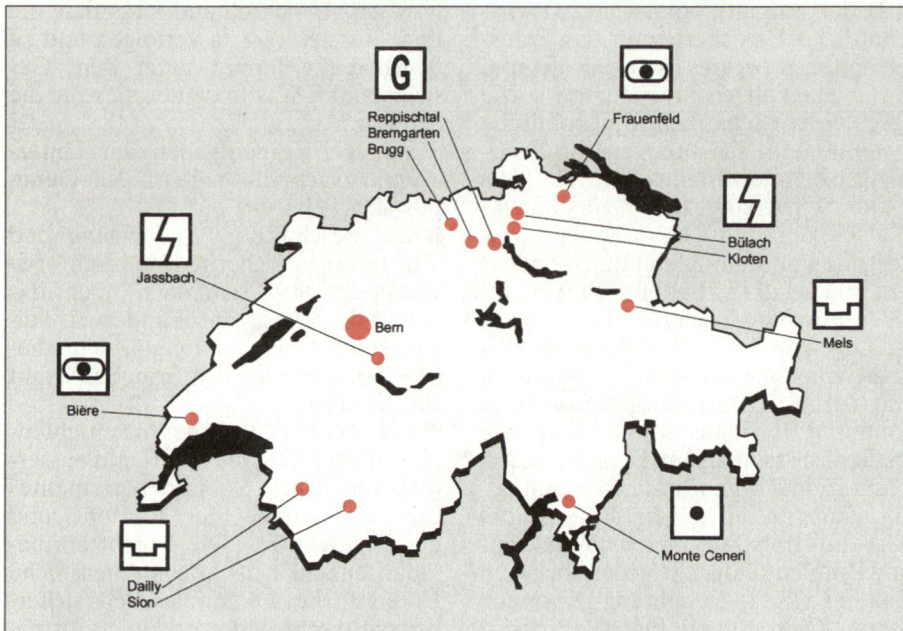 G
Reppischtal
Bremgarten
Brugg
Frauenfeld
Jassbach
Bülach
Kloten
Bern
Mels
Bière
Dailly
Sion
Monte Ceneri